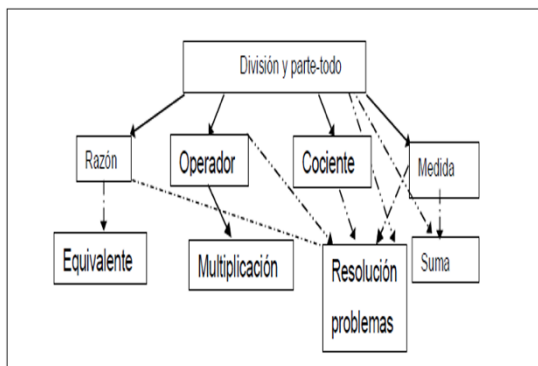 División y parte-todo
Razón
Operador
Cociente
Medida
Equivalente
Multiplicación
Resolución
problemas
Suma